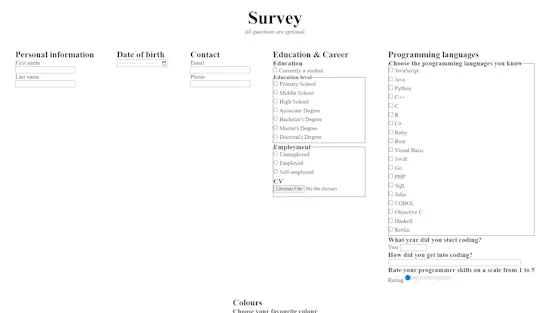 Survey
All questions are optional.
Personal information
First name
Last name
Date of birth
Contact
Email
Phone
Education & Career
Education
Currently a student
Education level
Primary School
Middle School
High School
Associate Degree
Bachelor's Degree
Master's Degree
Doctoral Degree
Employment
Unemployed
Employed
Self-employed
CV
Choose File No file chosen
Programming languages
Choose the programming languages you know
JavaScript
Java
Python
C++
C
R
C#
Ruby
Rust
Visual Basic
Swift
Go
PHP
SQL
Julia
COBOL
Objective C
Haskell
Kotlin
What year did you start coding?
Year
How did you get into coding?
Rate your programmer skills on a scale from 1 to 5
Rating
Colours
Choose your favourite colour